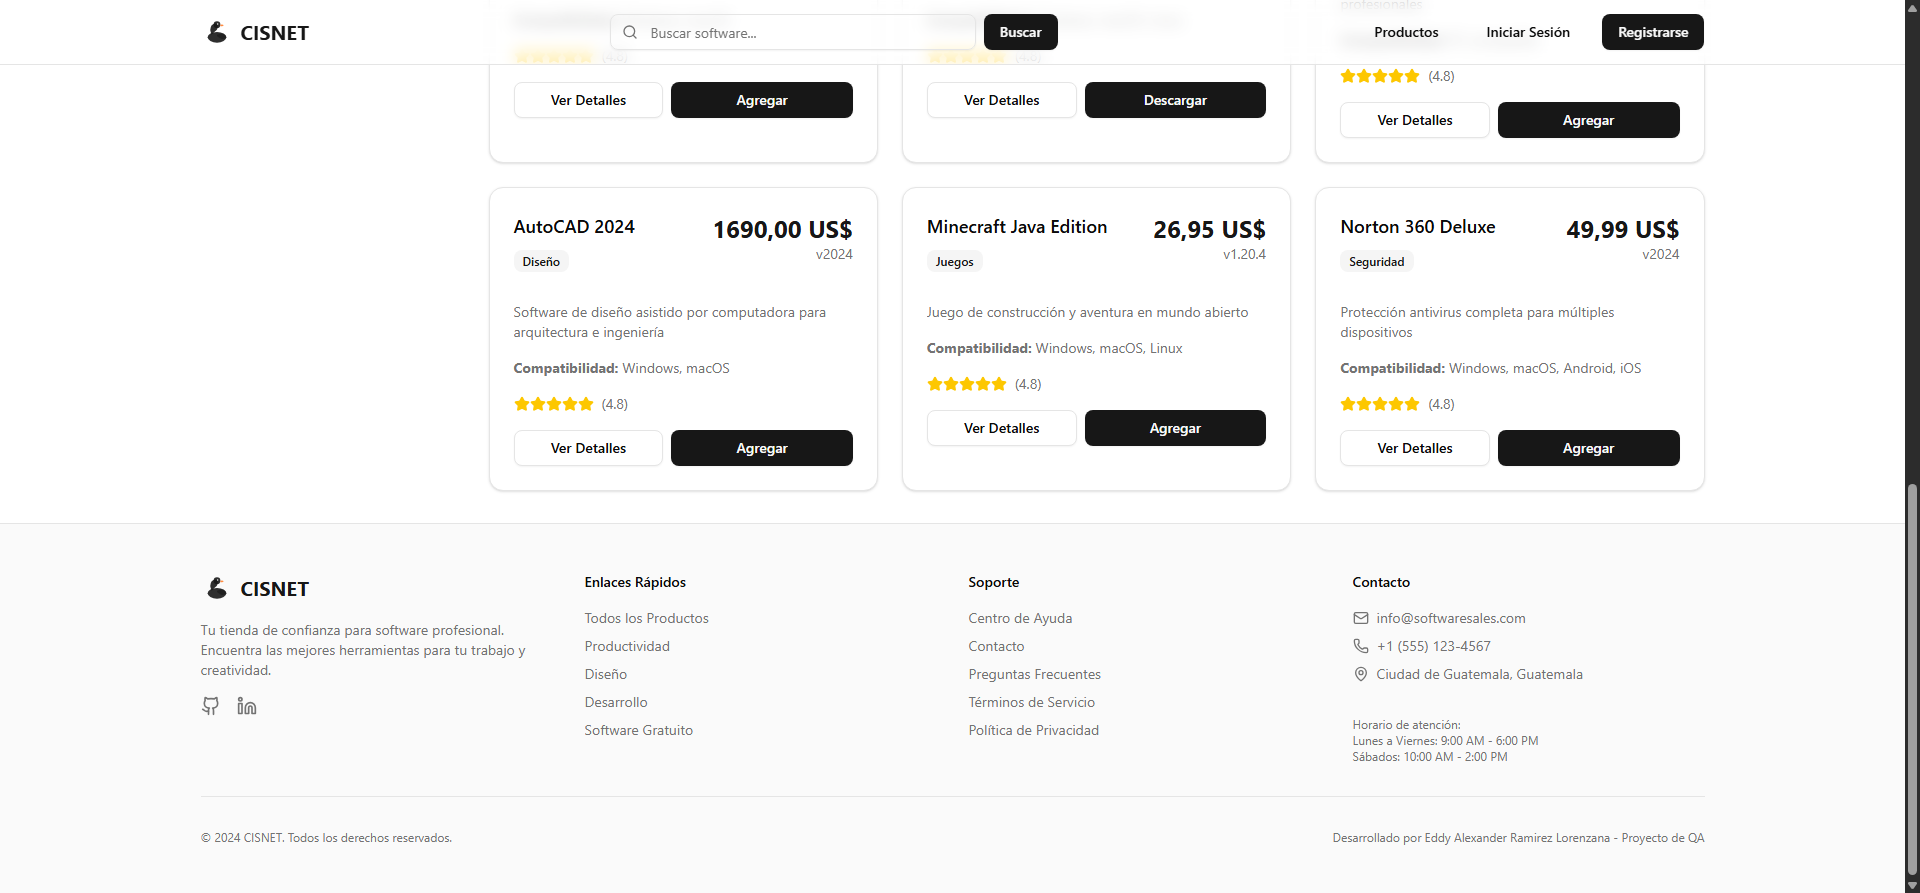 CISNET
Buscar software...
Buscar
Productos
Iniciar Sesión
Registrarse
profesionales
(4.8)
(4.8)
(4.8)
Ver Detalles
Agregar
Ver Detalles
Descargar
Ver Detalles
Agregar
AutoCAD 2024
1690,00 US$
v2024
Diseño
Software de diseño asistido por computadora para
arquitectura e ingeniería
Compatibilidad: Windows, macOS
(4.8)
Ver Detalles
Agregar
Minecraft Java Edition
26,95 US$
v1.20.4
Juegos
Juego de construcción y aventura en mundo abierto
Compatibilidad: Windows, macOS, Linux
(4.8)
Ver Detalles
Agregar
Norton 360 Deluxe
49,99 US$
v2024
Seguridad
Protección antivirus completa para múltiples
dispositivos
Compatibilidad: Windows, macOS, Android, iOS
(4.8)
Ver Detalles
Agregar
CISNET
Tu tienda de confianza para software profesional.
Encuentra las mejores herramientas para tu trabajo y
creatividad.
Enlaces Rápidos
Todos los Productos
Productividad
Diseño
Desarrollo
Software Gratuito
Soporte
Centro de Ayuda
Contacto
Preguntas Frecuentes
Términos de Servicio
Política de Privacidad
Contacto
info@softwaresales.com
+1 (555) 123-4567
Ciudad de Guatemala, Guatemala
Horario de atención:
Lunes a Viernes: 9:00 AM - 6:00 PM
Sábados: 10:00 AM - 2:00 PM
© 2024 CISNET. Todos los derechos reservados.
Desarrollado por Eddy Alexander Ramirez Lorenzana - Proyecto de QA